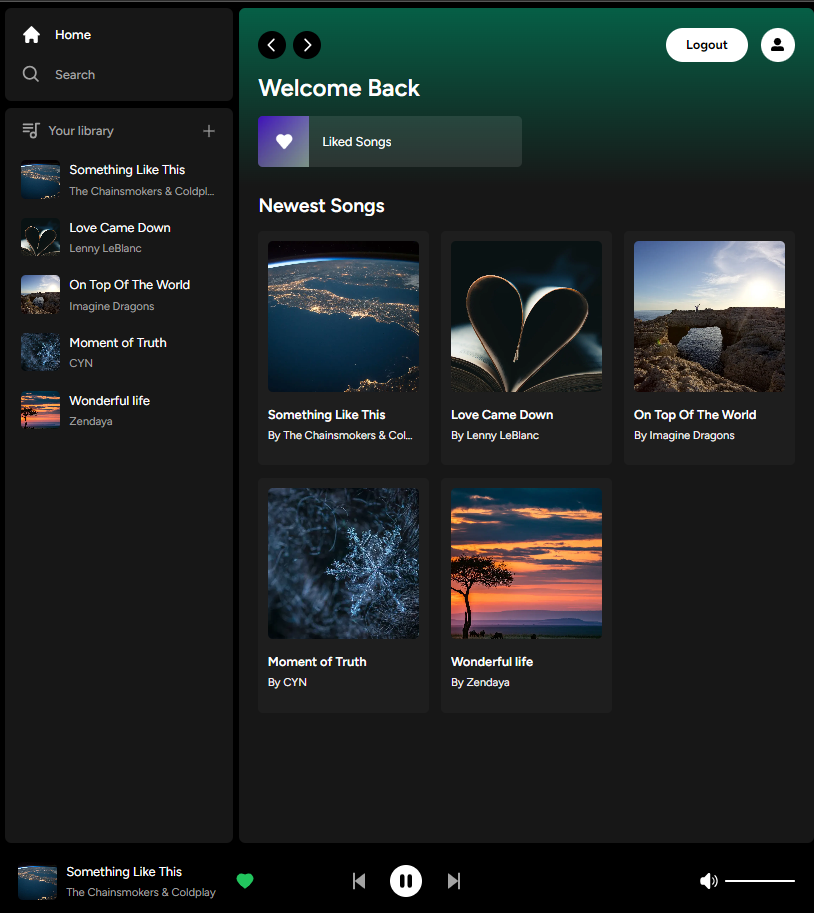 Home
Search
Your library
Something Like This
The Chainsmokers & Coldpl...
Love Came Down
Lenny LeBlanc
On Top Of The World
Imagine Dragons
Moment of Truth
CYN
Wonderful life
Zendaya
Logout
Welcome Back
Liked Songs
Newest Songs
Something Like This
By The Chainsmokers & Col...
Love Came Down
By Lenny LeBlanc
On Top Of The World
By Imagine Dragons
Moment of Truth
By CYN
Wonderful life
By Zendaya
Something Like This
The Chainsmokers & Coldplay